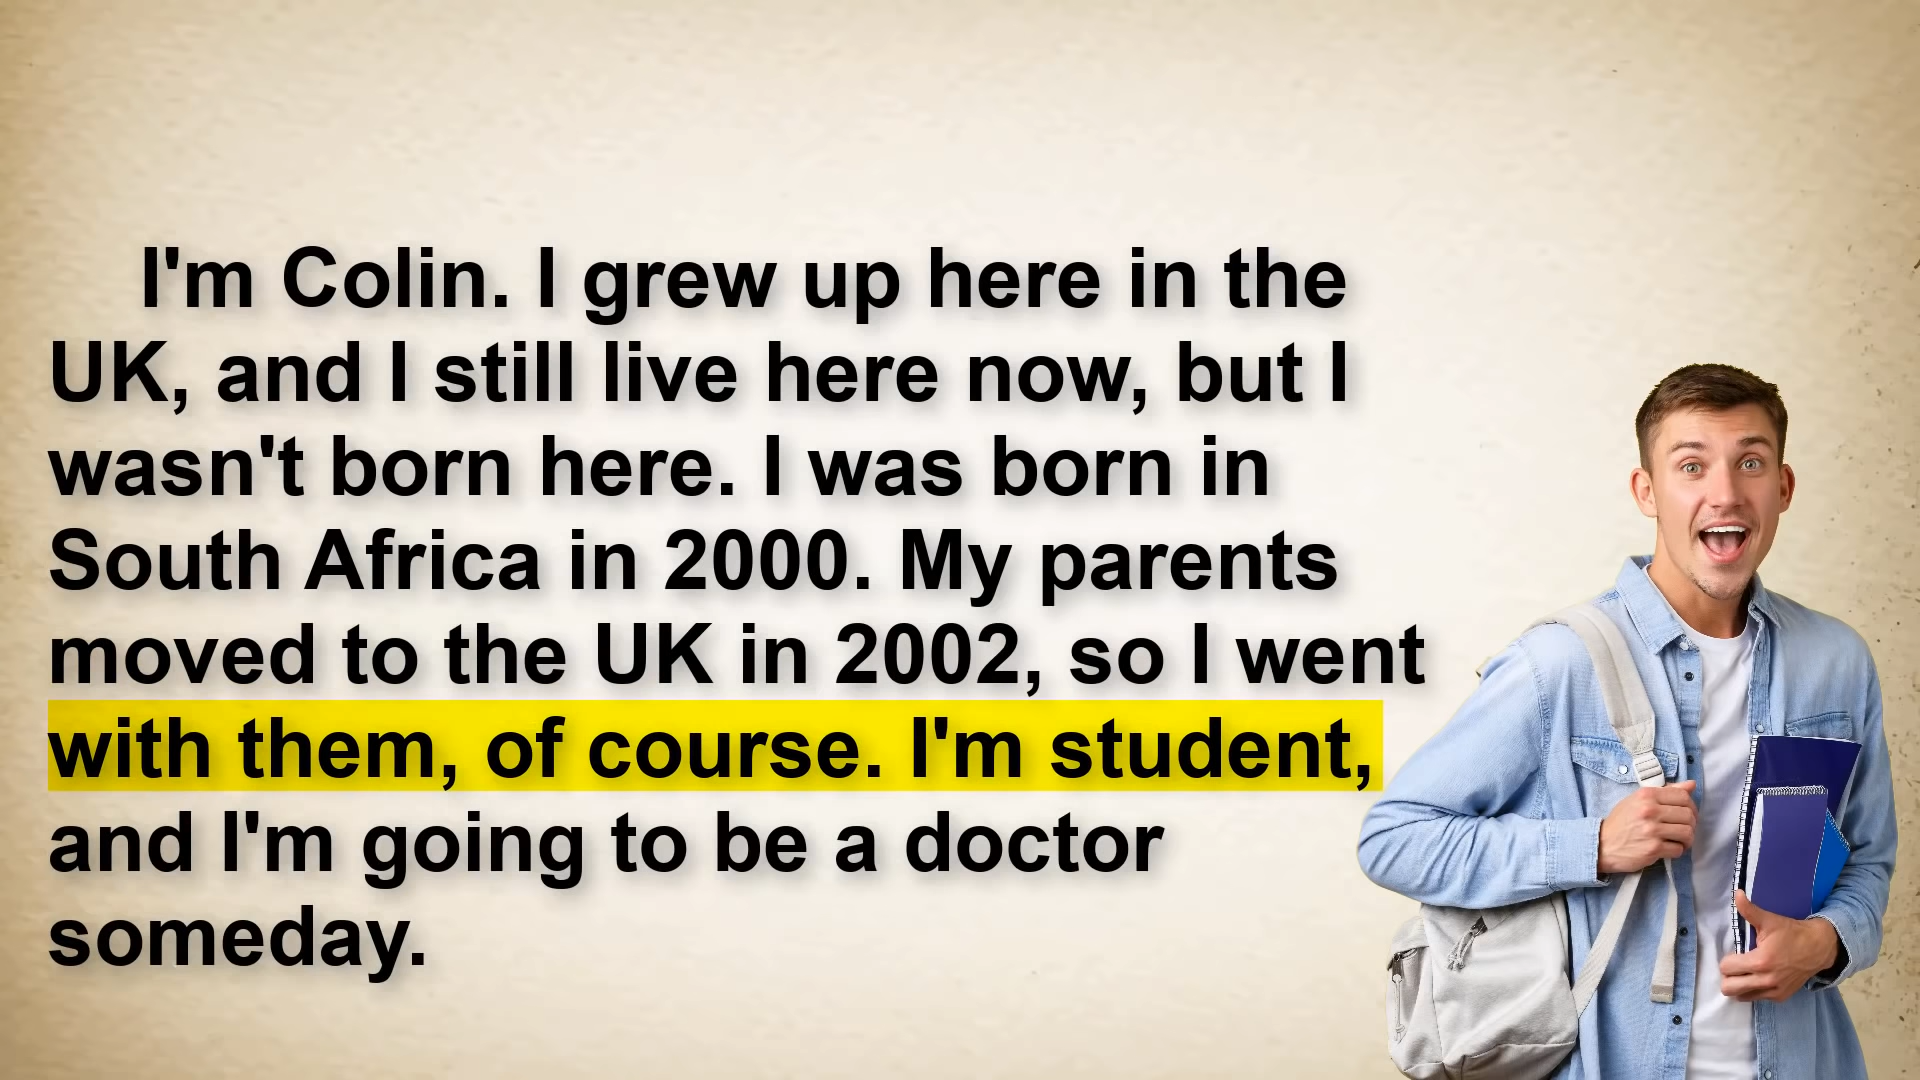 I'm Colin. I grew up here in the
UK, and I still live here now, but I
wasn't born here. I was born in
South Africa in 2000. My parents
moved to the UK in 2002, so I went
with them, of course. I'm student,
and I'm going to be a doctor
someday.